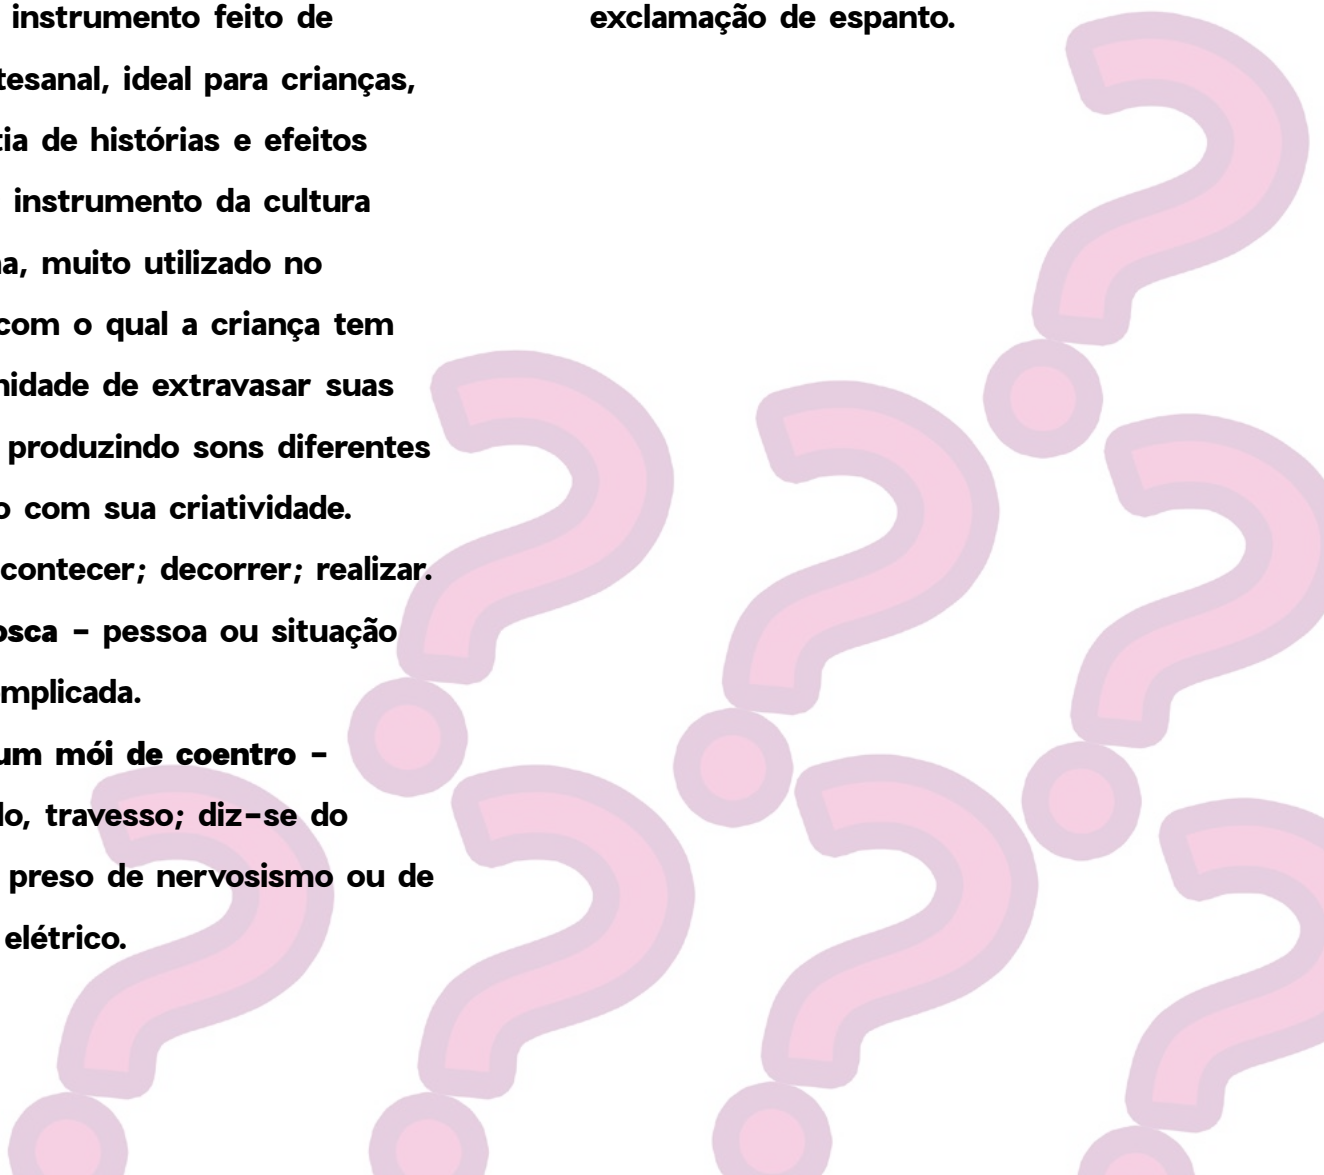 instrumento feito de
tesanal, ideal para crianças,
tia de histórias e efeitos
instrumento da cultura
a, muito utilizado no
com o qual a criança tem
nidade de extravasar suas
produzindo sons diferentes
o com sua criatividade.
contecer; decorrer; realizar.
osca – pessoa ou situação
mplicada.
um mói de coentro –
do, travesso; diz-se do
preso de nervosismo ou de
elétrico.
exclamação de espanto.